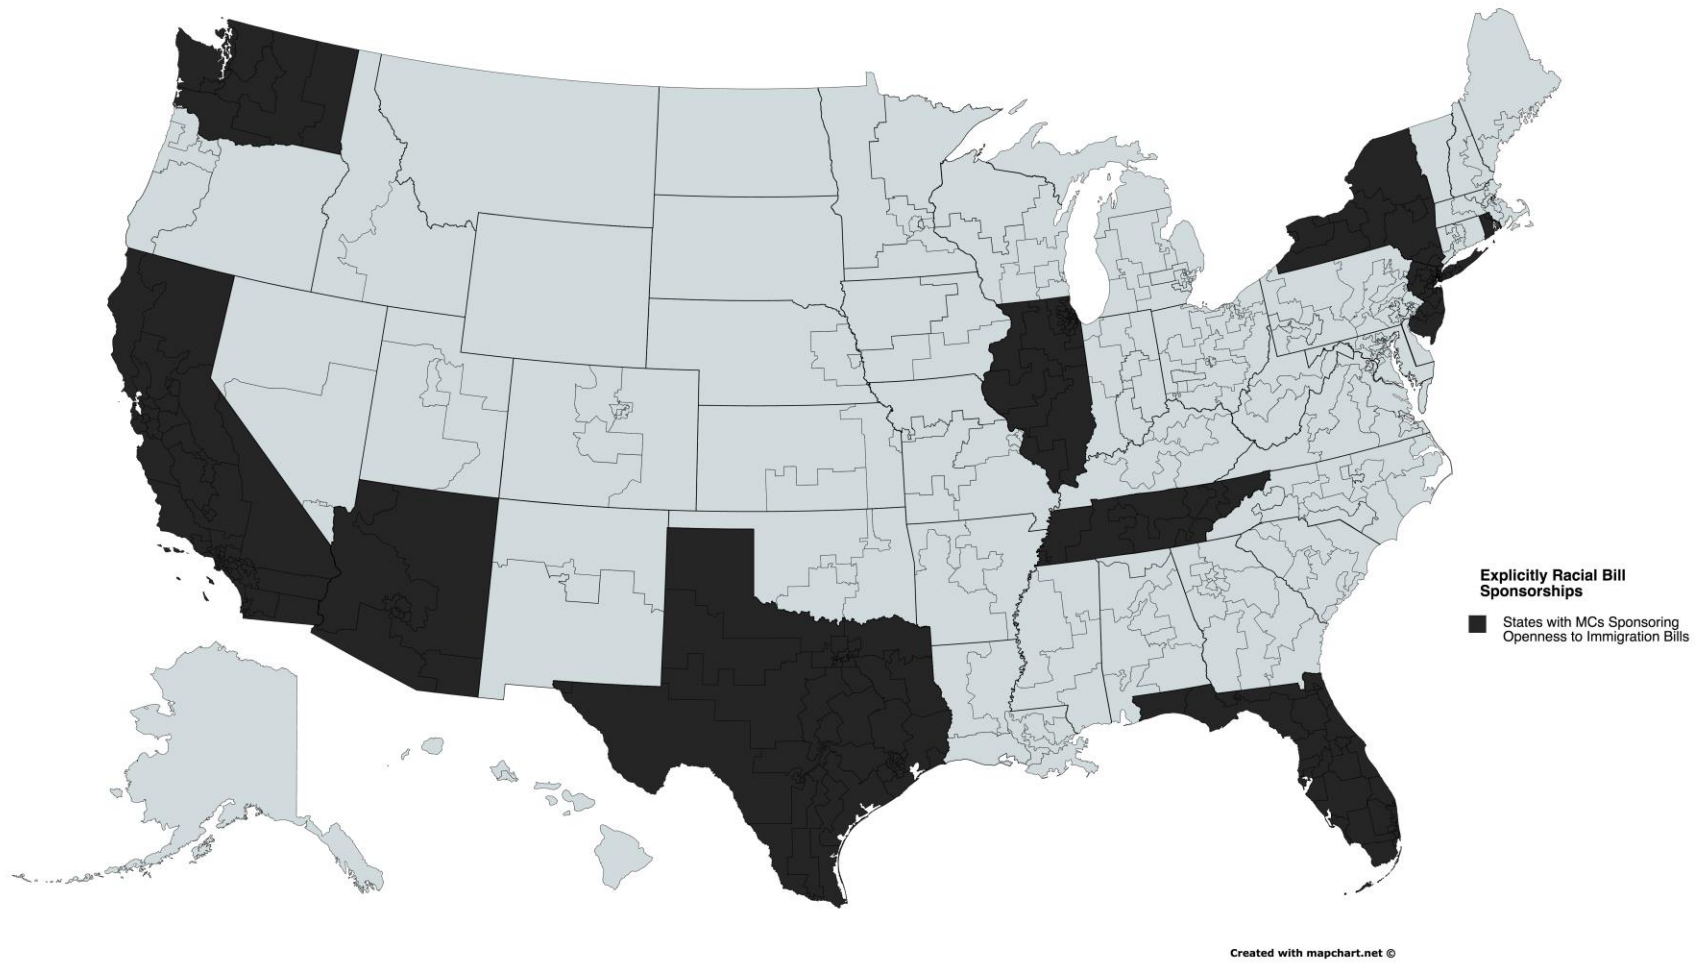 Explicitly Racial Bill
Sponsorships
States with MCs Sponsoring
Openness to Immigration Bills
Created with mapchart.net ©